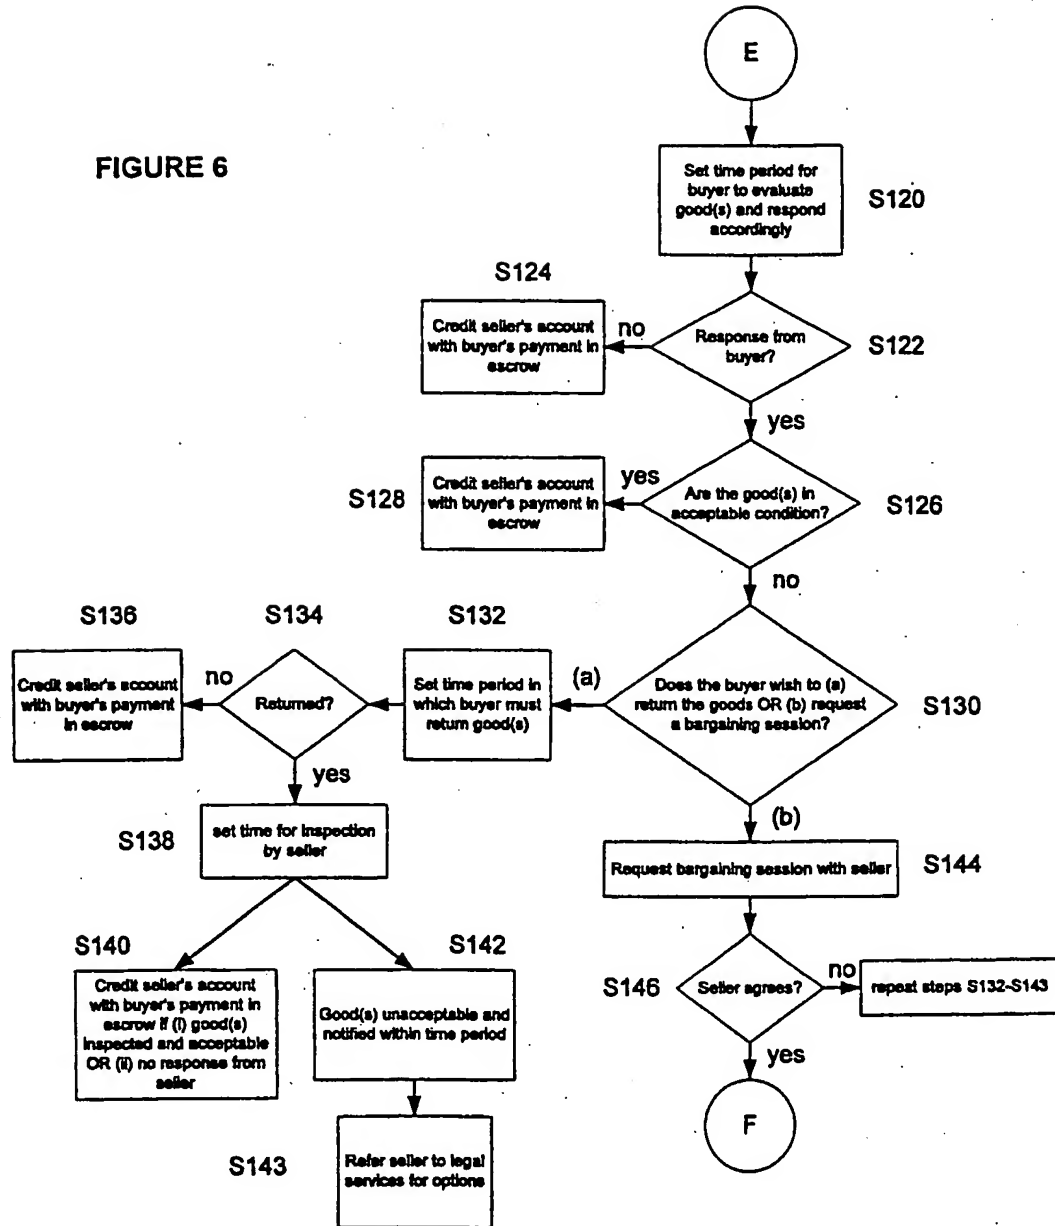 E
FIGURE 6
Set time period for
buyer to evaluate
good(s) and respond
accordingly
S120
S124
Credit seller's account
with buyer's payment in
escrow
no
Response from
buyer?
S122
yes
S128
Credit seller's account
with buyer's payment in
escrow
yes
Are the good(s) in
acceptable condition?
S126
no
S136
S134
S132
Credit seller's account
with buyer's payment
in escrow
no
Returned?
Set time period in
which buyer must
return good(s)
(a)
Does the buyer wish to (a)
return the goods OR (b) request
a bargaining session?
S130
yes
(b)
S138
set time for inspection
by seller
Request bargaining session with seller
S144
S140
Credit seller's account
with buyer's payment in
escrow if (i) good(s)
inspected and acceptable
OR (ii) no response from
seller
S142
Good(s) unacceptable and
notified within time period
S146
Seller agrees?
no
repeat steps S132-S143
yes
F
S143
Refer seller to legal
services for options